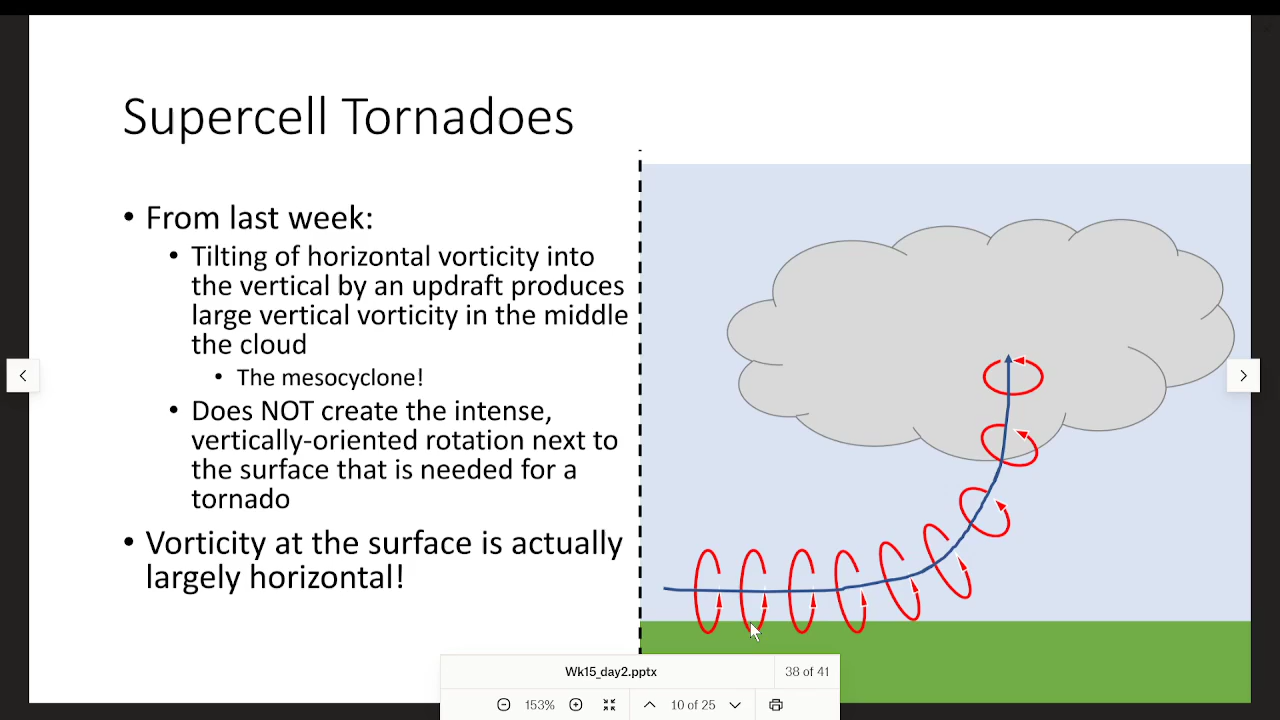 Supercell Tornadoes
• From last week:
• Tilting of horizontal vorticity into
the vertical by an updraft produces
large vertical vorticity in the middle
the cloud
• The mesocyclone!
• Does NOT create the intense,
vertically-oriented rotation next to
the surface that is needed for a
tornado
• Vorticity at the surface is actually
largely horizontal!
Wk15_day2.pptx
38 of 41
153%
10 of 25